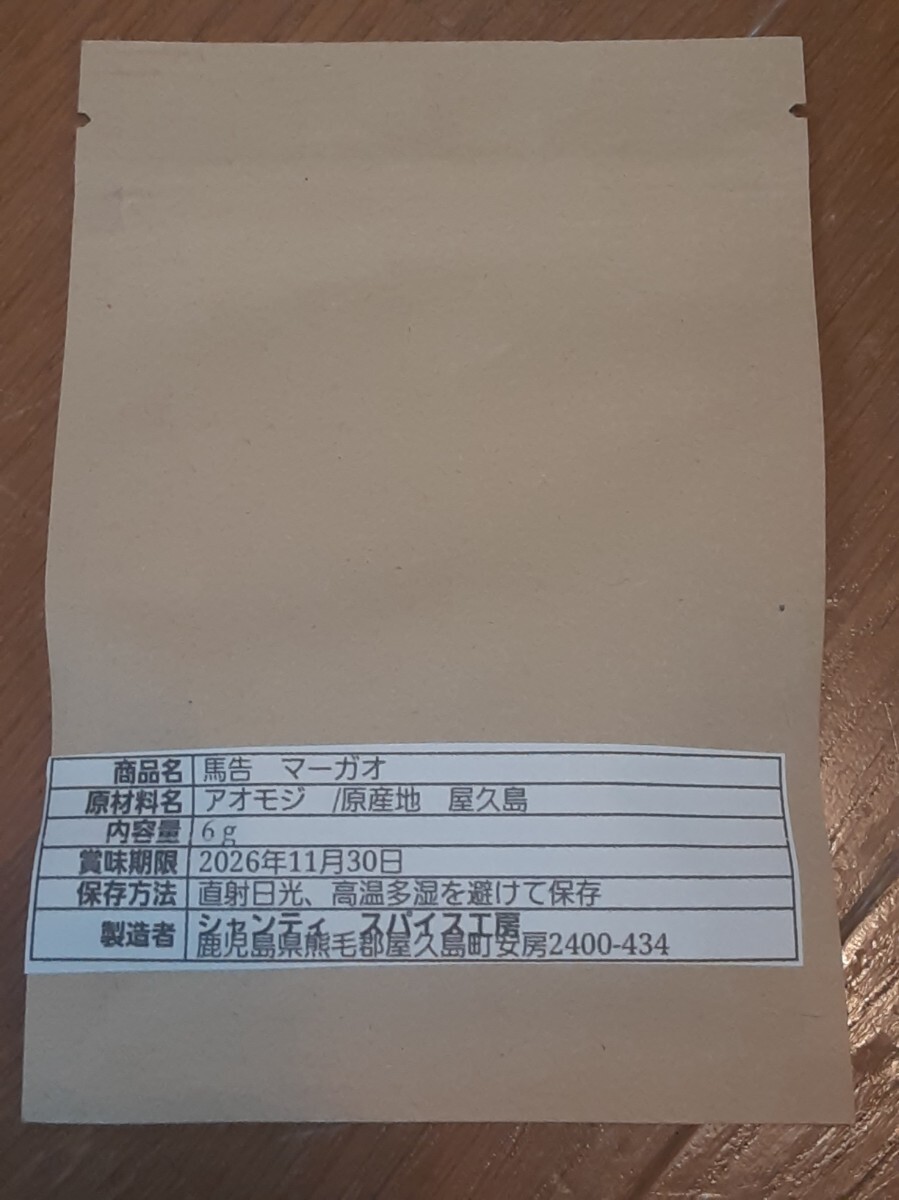 商品名 馬告　マーガオ
原材料名 アオモジ　/原産地　屋久島
内容量 6g
賞味期限 2026年11月30日
保存方法 直射日光、高温多湿を避けて保存
製造者 シャンティ　スパイス工房
鹿児島県熊毛郡屋久島町安房2400-434